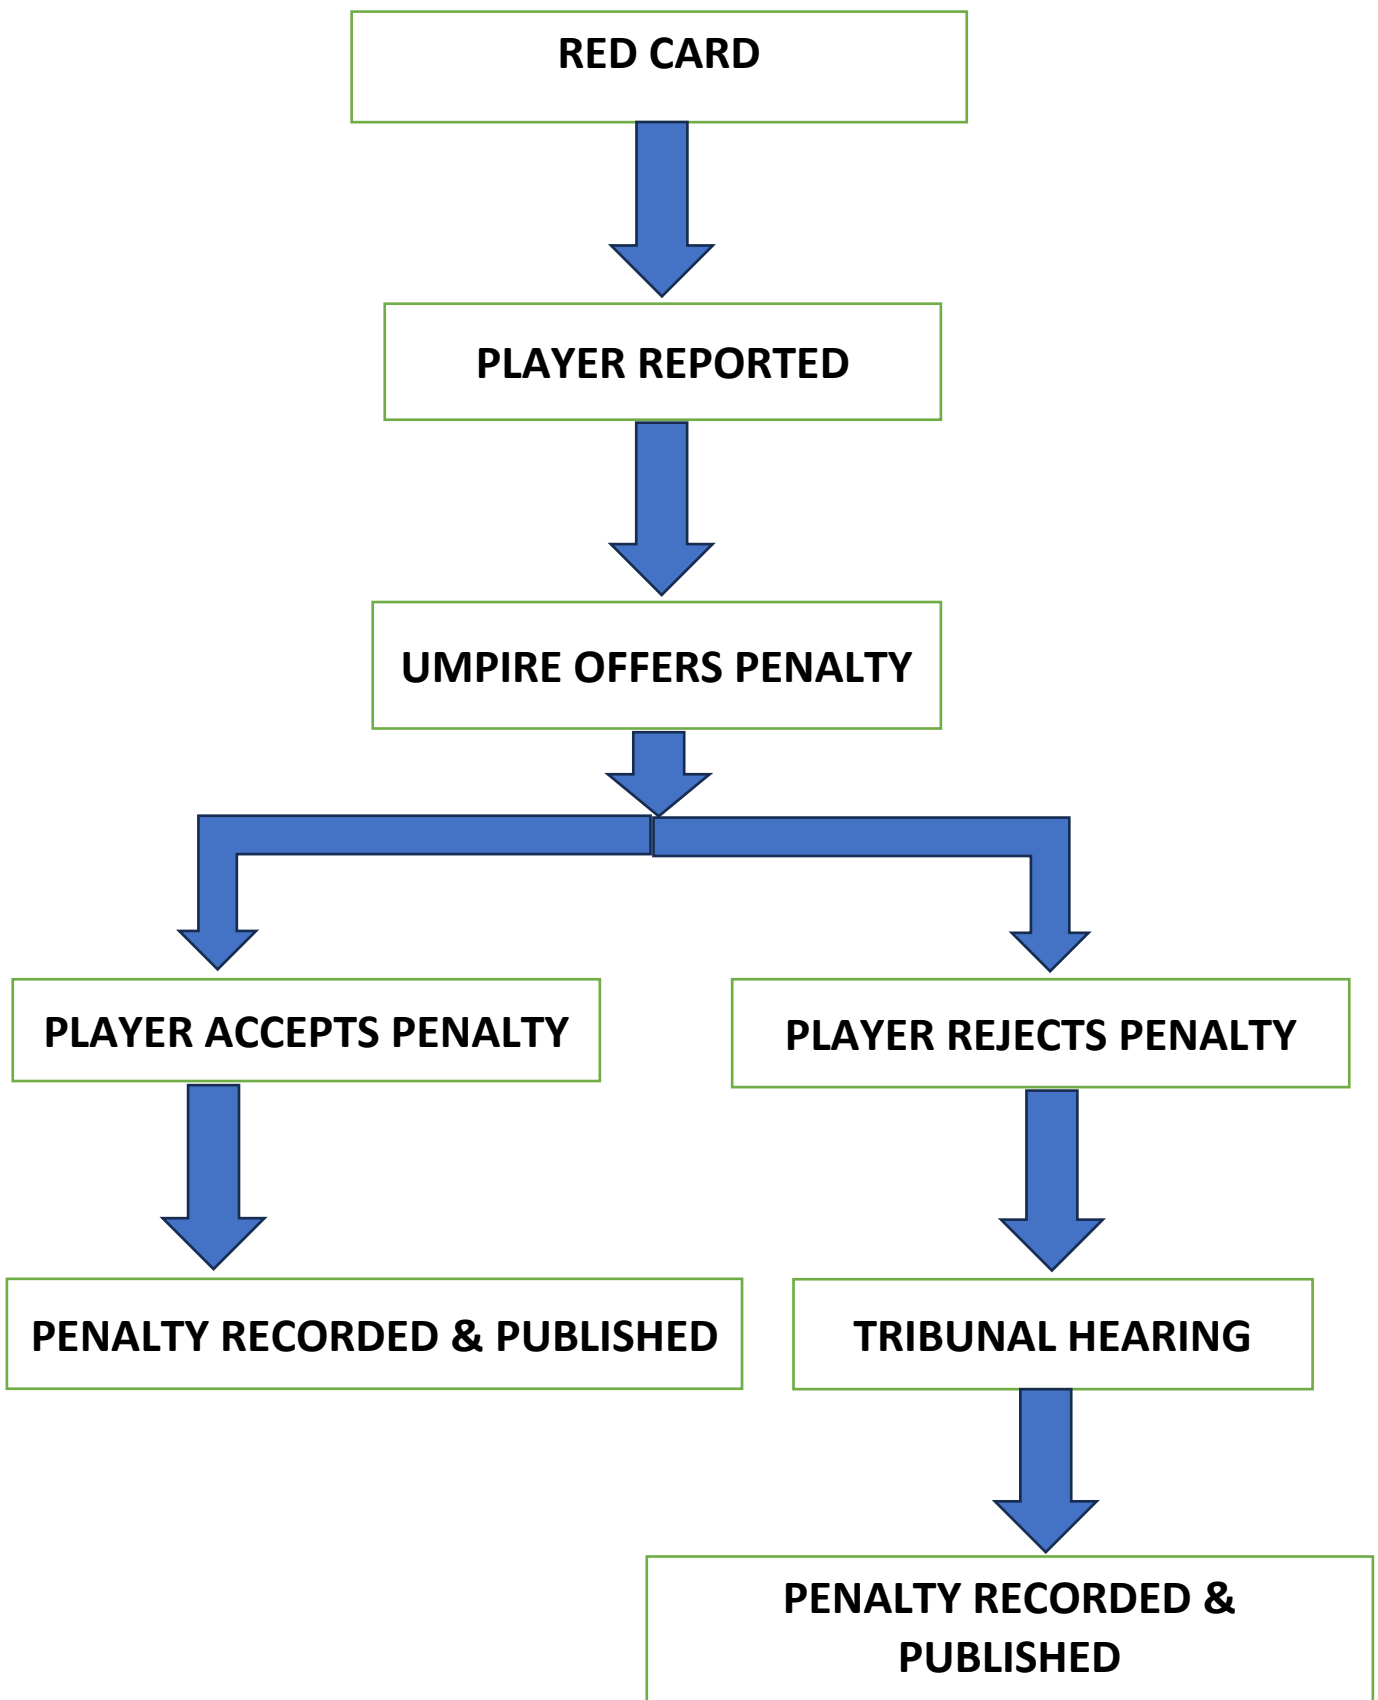 RED CARD
PLAYER REPORTED
UMPIRE OFFERS PENALTY
PLAYER ACCEPTS PENALTY
PLAYER REJECTS PENALTY
PENALTY RECORDED & PUBLISHED
TRIBUNAL HEARING
PENALTY RECORDED &
PUBLISHED